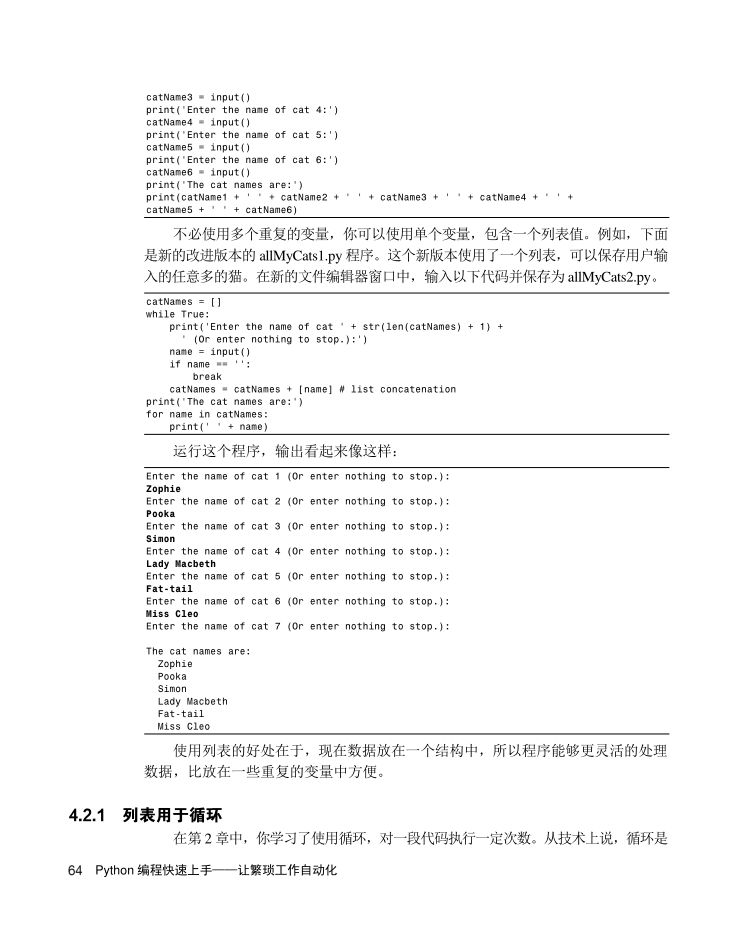 catName3 = input()
print('Enter the name of cat 4:')
catName4 = input()
print('Enter the name of cat 5:')
catName5 = input()
print('Enter the name of cat 6:')
catName6 = input()
print('The cat names are:')
print(catName1 + ' ' + catName2 + ' ' + catName3 + ' ' + catName4 + ' ' +
catName5 + ' ' + catName6)
不必使用多个重复的变量，你可以使用单个变量，包含一个列表值。例如，下面
是新的改进版本的 allMyCats1.py 程序。这个新版本使用了一个列表，可以保存用户输
入的任意多的猫。在新的文件编辑器窗口中，输入以下代码并保存为 allMyCats2.py。
catNames = []
while True:
    print('Enter the name of cat ' + str(len(catNames) + 1) +
      ' (Or enter nothing to stop.):')
    name = input()
    if name == '':
        break
    catNames = catNames + [name] # list concatenation
print('The cat names are:')
for name in catNames:
    print(' ' + name)
运行这个程序，输出看起来像这样：
Enter the name of cat 1 (Or enter nothing to stop.):
Zophie
Enter the name of cat 2 (Or enter nothing to stop.):
Pooka
Enter the name of cat 3 (Or enter nothing to stop.):
Simon
Enter the name of cat 4 (Or enter nothing to stop.):
Lady Macbeth
Enter the name of cat 5 (Or enter nothing to stop.):
Fat-tail
Enter the name of cat 6 (Or enter nothing to stop.):
Miss Cleo
Enter the name of cat 7 (Or enter nothing to stop.):
The cat names are:
  Zophie
  Pooka
  Simon
  Lady Macbeth
  Fat-tail
  Miss Cleo
使用列表的好处在于，现在数据放在一个结构中，所以程序能够更灵活的处理
数据，比放在一些重复的变量中方便。
4.2.1 列表用于循环
在第 2 章中，你学习了使用循环，对一段代码执行一定次数。从技术上说，循环是
64 Python 编程快速上手——让繁琐工作自动化